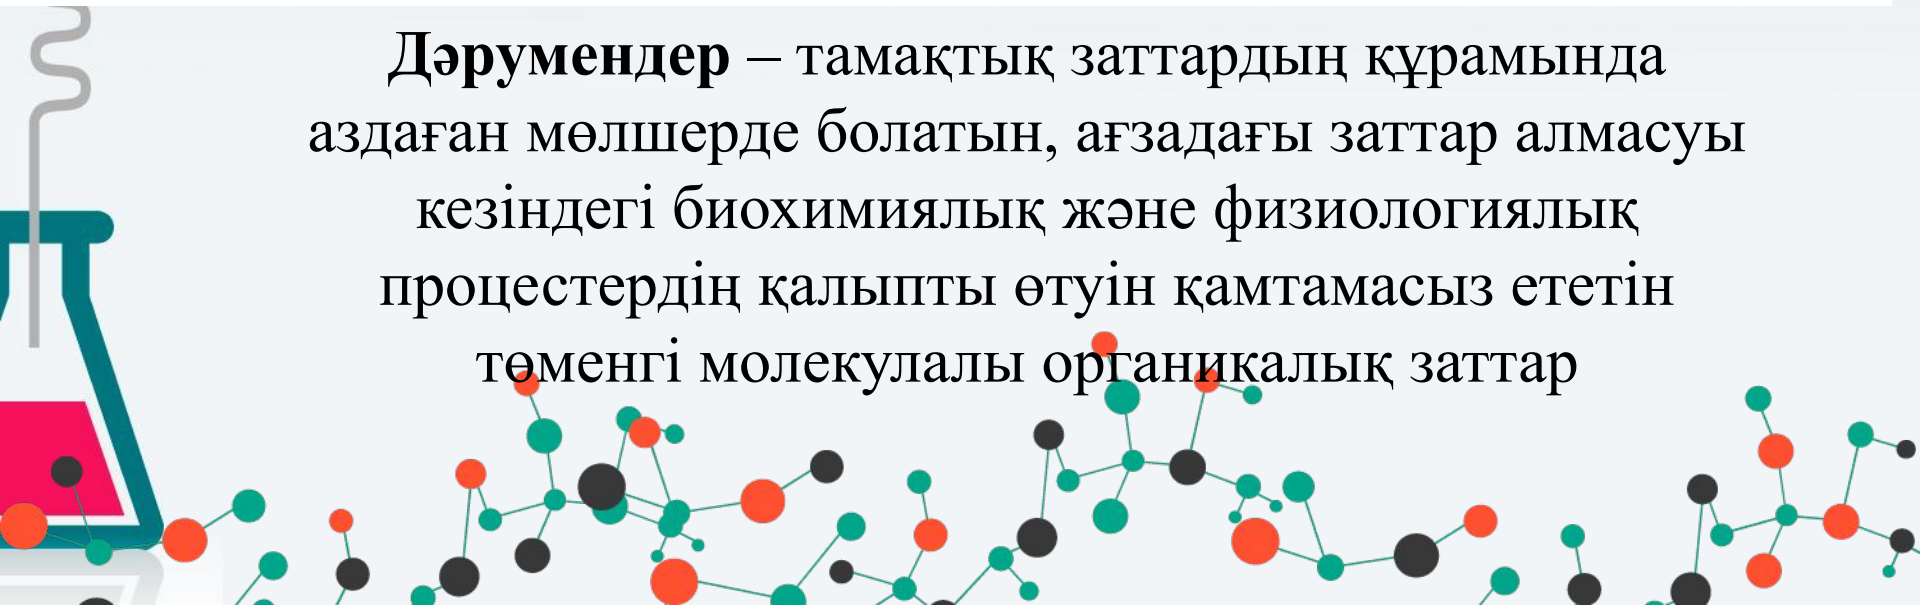 Дәрумендер – тамақтық заттардың құрамында
аздаған мөлшерде болатын, ағзадағы заттар алмасуы
кезіндегі биохимиялық және физиологиялық
процестердің қалыпты өтуін қамтамасыз ететін
төменгі молекулалы органикалық заттар